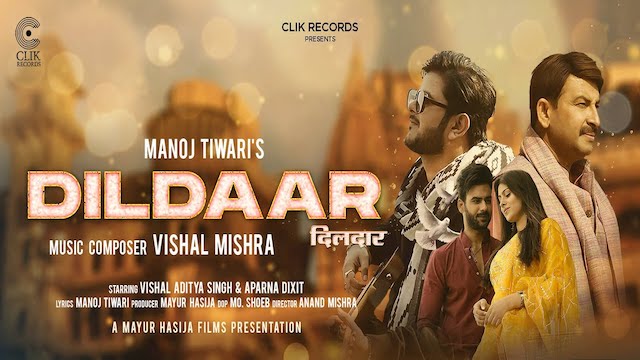 CLIK
RECORDS
CLIK RECORDS
PRESENTS
MANOJ TIWARI'S
DILDAAR
दिलदार
MUSIC COMPOSER VISHAL MISHRA
STARRING VISHAL ADITYA SINGH & APARNA DIXIT
LYRICS MANOJ TIWARI PRODUCER MAYUR HASIJA DOP MO. SHOEB DIRECTOR ANAND MISHRA
A MAYUR HASIJA FILMS PRESENTATION